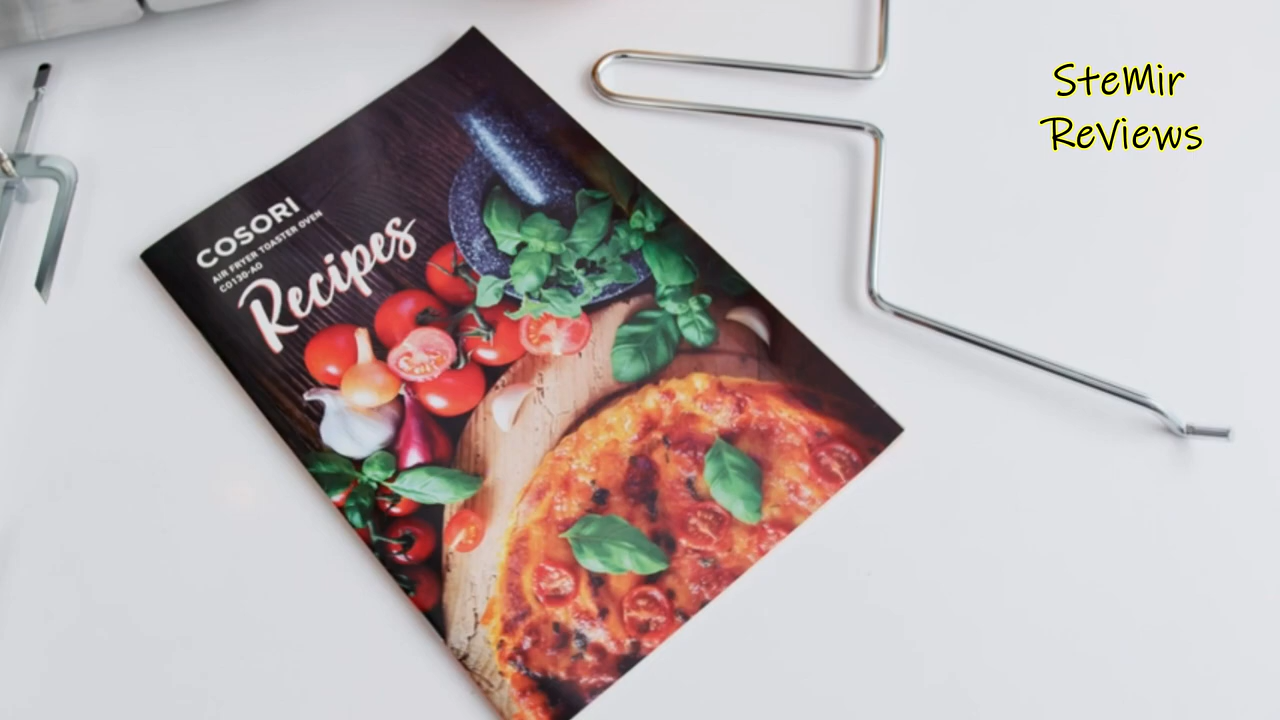 COSORI
AIR FRYER TOASTER OVEN
CO130-AO
Recipes
SteMir
ReViews